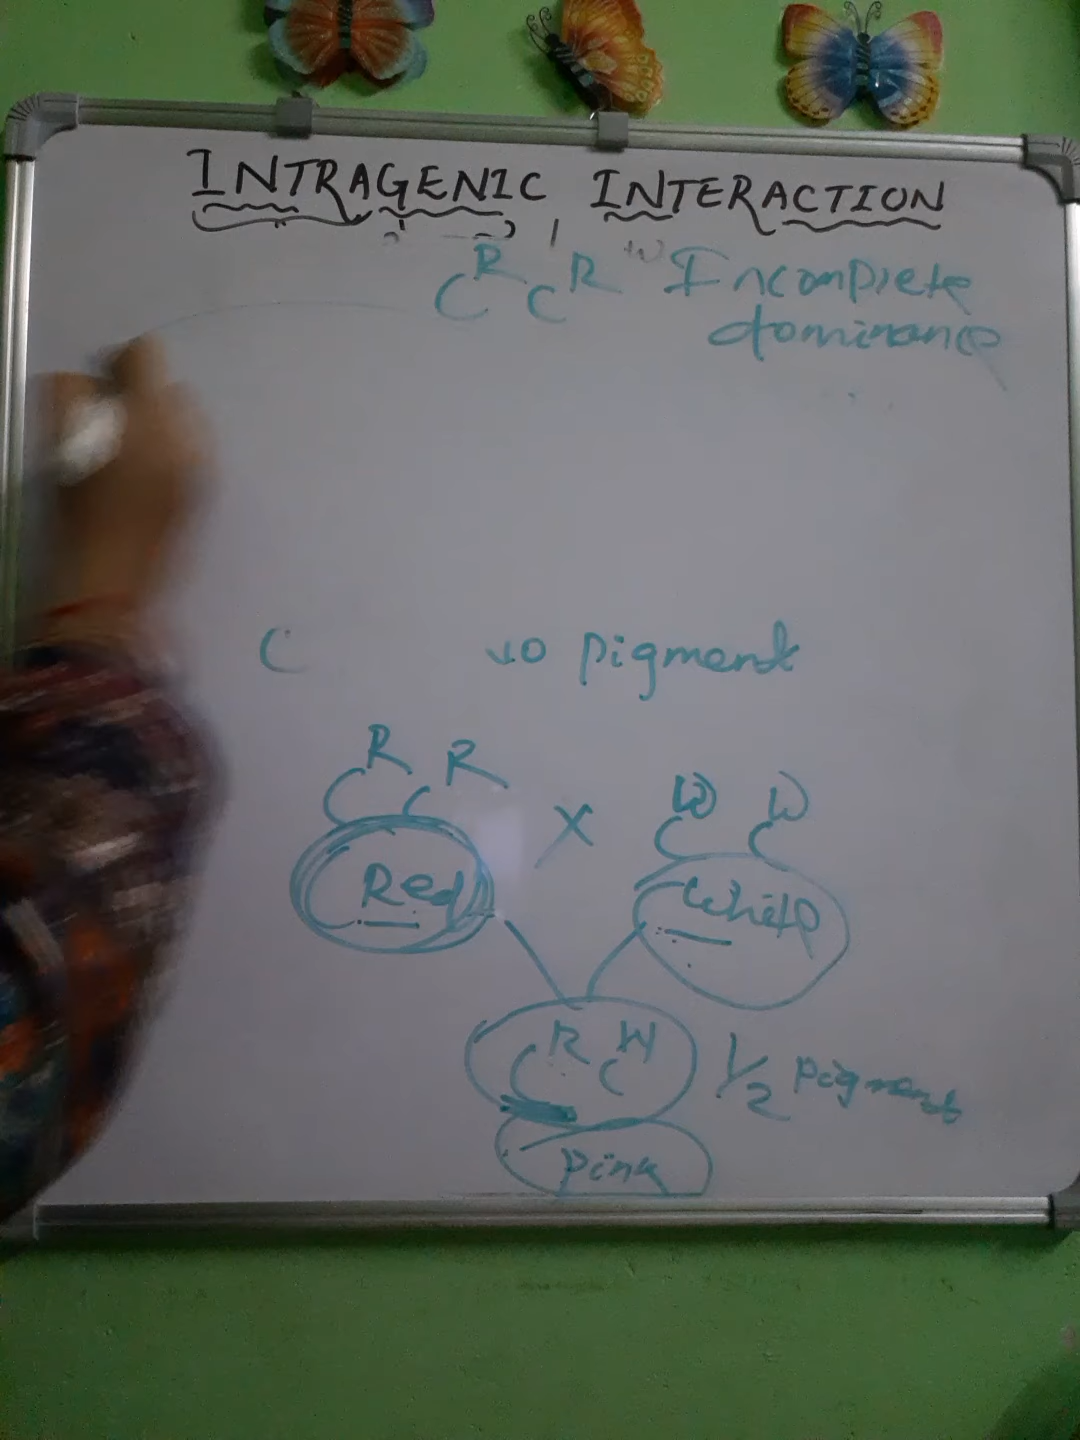 INTRAGENIC INTERACTION
C^R C^R Incomplete
dominance
C no pigment
C^R C^R X C^W C^W
Red White
C^R C^W 1/2 pigment
pink